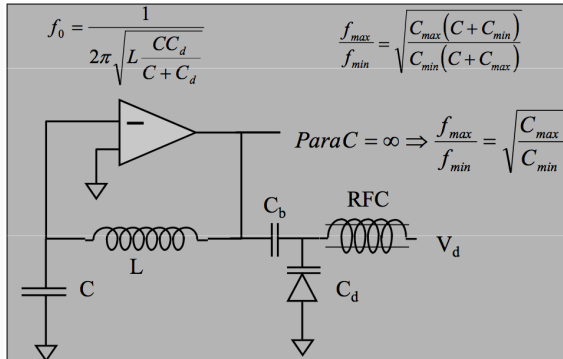 f₀ = 1 / (2π√(L CC_d / (C + C_d)))
f_max / f_min = √(C_max(C + C_min) / (C_min(C + C_max)))
ParaC = ∞ ⇒ f_max / f_min = √(C_max / C_min)
C_b
RFC
V_d
L
C
C_d